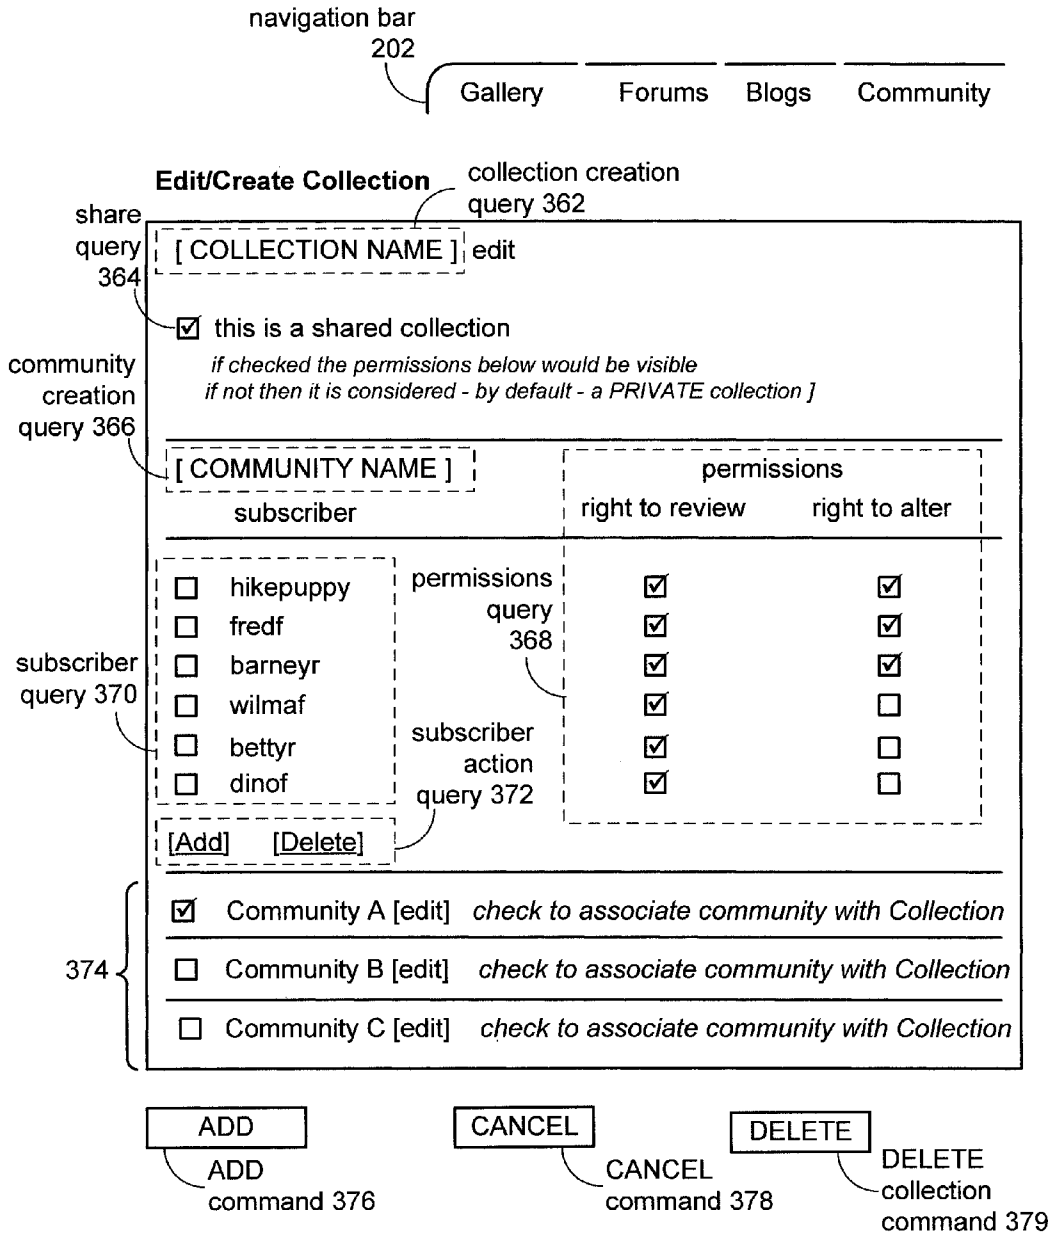 navigation bar
202
Gallery Forums Blogs Community
Edit/Create Collection
collection creation
query 362
share
query
364
[ COLLECTION NAME ] edit
this is a shared collection
if checked the permissions below would be visible
if not then it is considered - by default - a PRIVATE collection ]
community
creation
query 366
[ COMMUNITY NAME ]
permissions
subscriber
right to review right to alter
hikepuppy
fredf
barneyr
wilmaf
bettyr
dinof
permissions
query
368
subscriber
query 370
subscriber
action
query 372
[Add] [Delete]
374
Community A [edit] check to associate community with Collection
Community B [edit] check to associate community with Collection
Community C [edit] check to associate community with Collection
ADD CANCEL DELETE
ADD
command 376
CANCEL
command 378
DELETE
collection
command 379